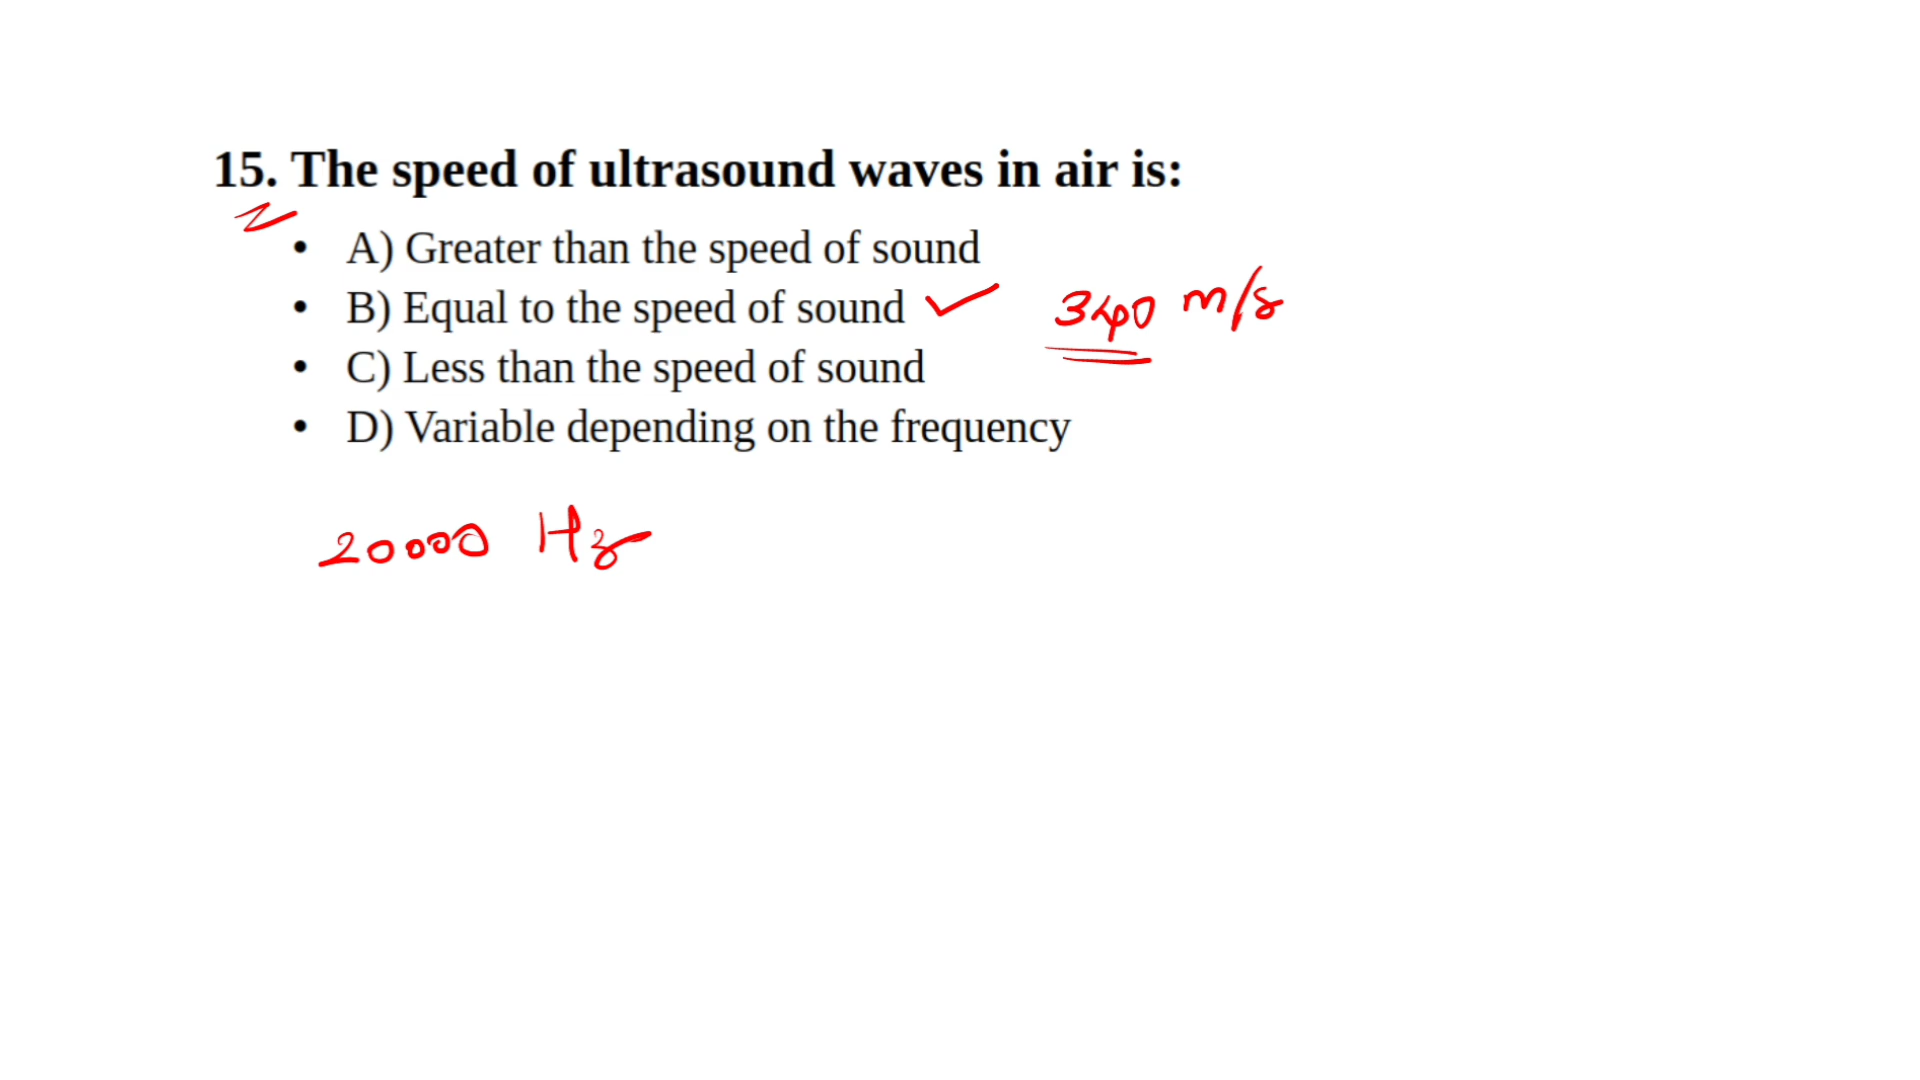 15. The speed of ultrasound waves in air is:
• A) Greater than the speed of sound
• B) Equal to the speed of sound ✓ 340 m/s
• C) Less than the speed of sound
• D) Variable depending on the frequency
20000 Hz